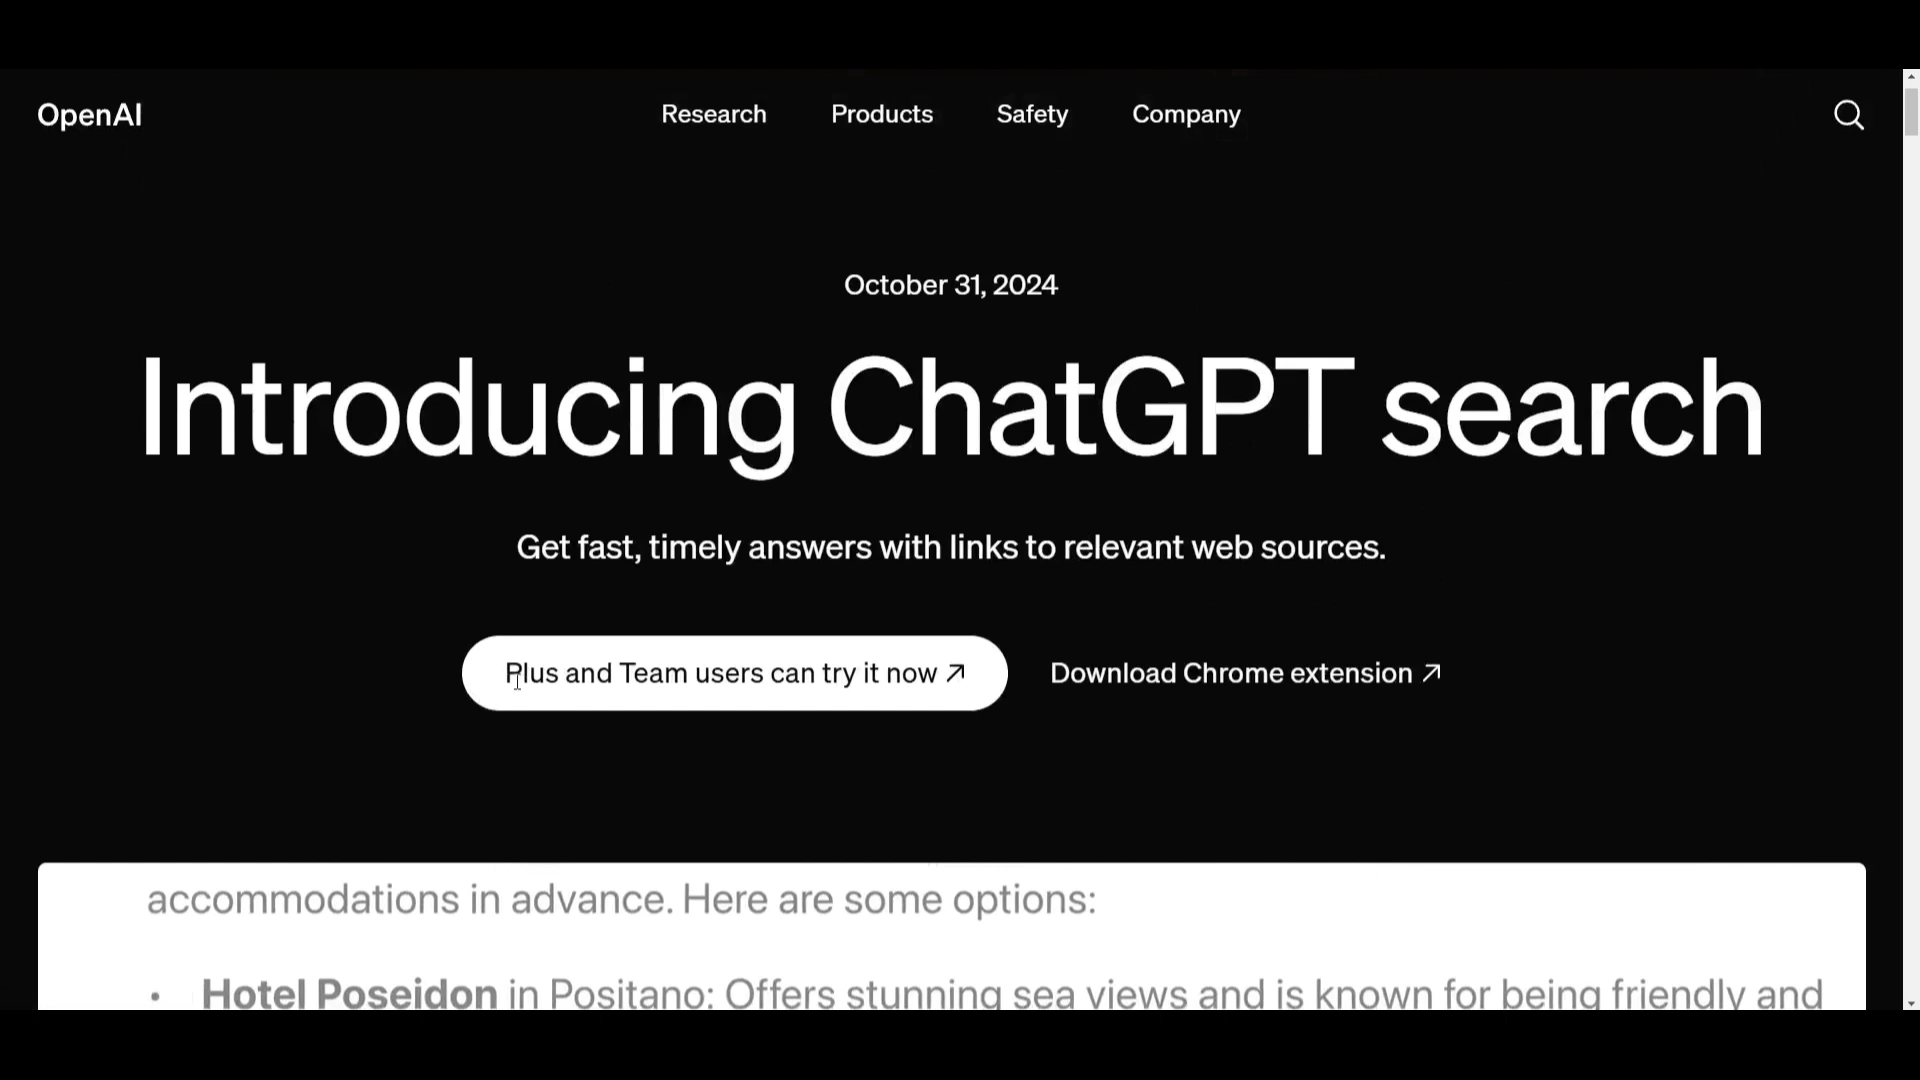 OpenAI
Research
Products
Safety
Company
October 31, 2024
Introducing ChatGPT search
Get fast, timely answers with links to relevant web sources.
Plus and Team users can try it now ↗
Download Chrome extension ↗
accommodations in advance. Here are some options:
• Hotel Poseidon in Positano: Offers stunning sea views and is known for being friendly and